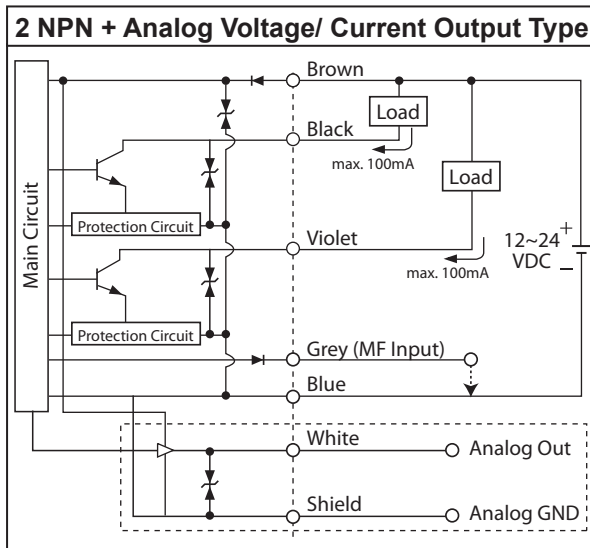 2 NPN + Analog Voltage/ Current Output Type
Main Circuit
Brown
Load
Black
max. 100mA
Load
Protection Circuit
Violet
12~24
VDC
+
−
max. 100mA
Protection Circuit
Grey (MF Input)
Blue
White
Analog Out
Shield
Analog GND